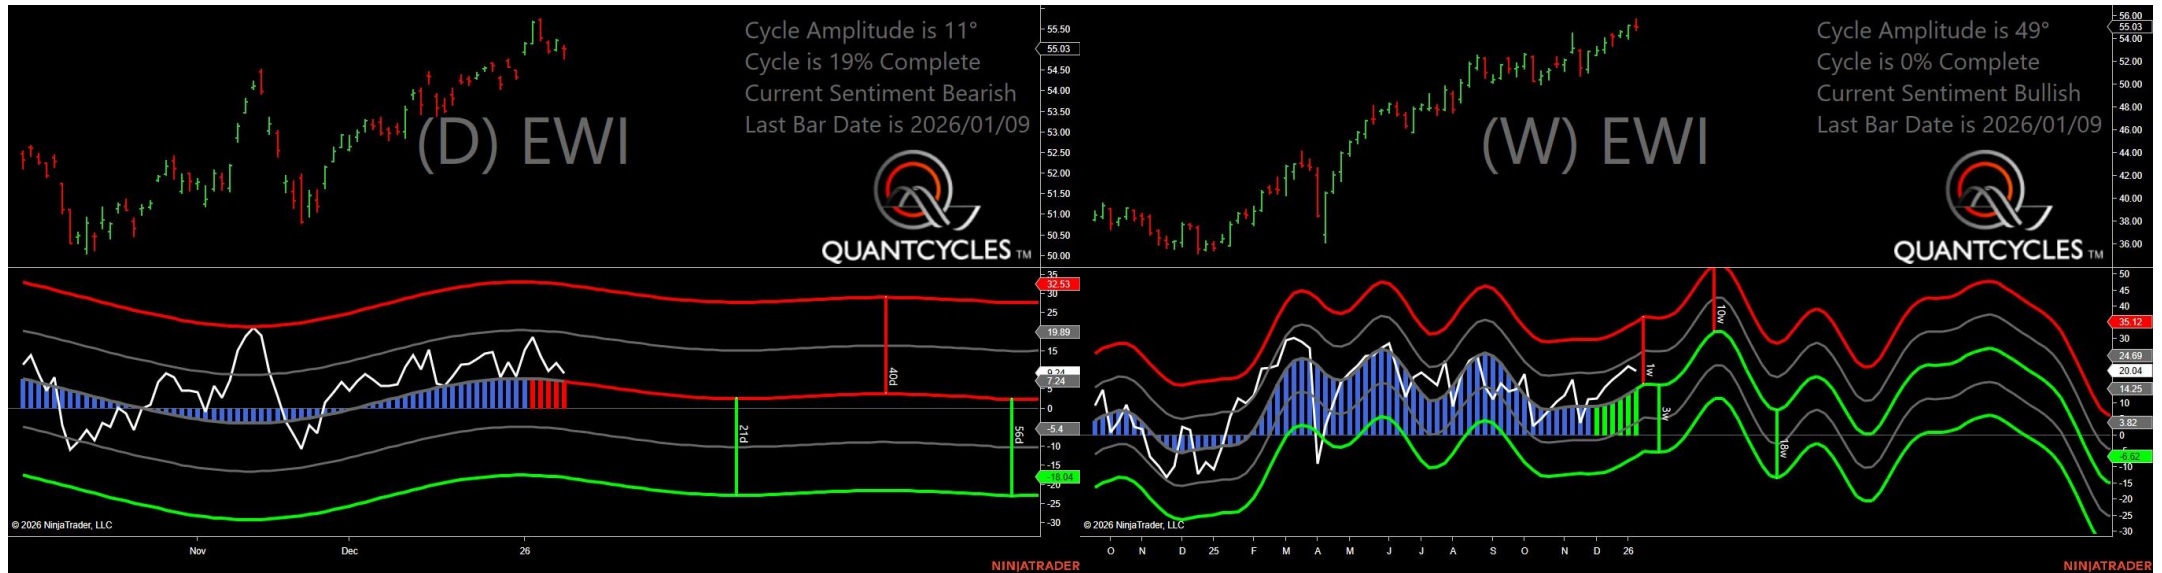 Cycle Amplitude is 11°
Cycle is 19% Complete
Current Sentiment Bearish
Last Bar Date is 2026/01/09
(D) EWI
QUANTCYCLES TM
55.50
55.03
54.50
54.00
53.50
53.00
52.50
52.00
51.50
51.00
50.50
50.00
35
32.53
30
25
19.89
15
9.24
7.24
0
-5.4
-10
-15
-18.04
-20
-25
-30
40d
21d
56d
© 2026 NinjaTrader, LLC
Nov
Dec
26
NINJATRADER
Cycle Amplitude is 49°
Cycle is 0% Complete
Current Sentiment Bullish
Last Bar Date is 2026/01/09
(W) EWI
QUANTCYCLES TM
56.00
55.03
54.00
52.00
50.00
48.00
46.00
44.00
42.00
40.00
38.00
36.00
50
45
40
35.12
30
24.69
20.04
14.25
10
3.82
0
-6.62
-10
-15
-20
-25
-30
10w
1w
3w
18w
© 2026 NinjaTrader, LLC
O N D 25 F M A M J J A S O N D 26
NINJATRADER